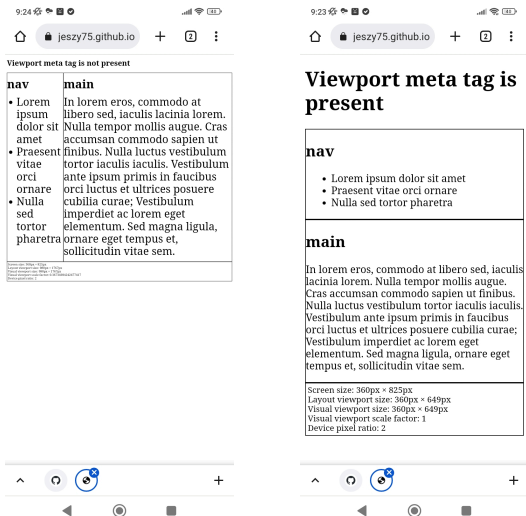 9:24
84
jeszy75.github.io
2
Viewport meta tag is not present
nav
• Lorem
ipsum
dolor sit
amet
• Praesent
vitae
orci
ornare
• Nulla
sed
tortor
pharetra
main
In lorem eros, commodo at
libero sed, iaculis lacinia lorem.
Nulla tempor mollis augue. Cras
accumsan commodo sapien ut
finibus. Nulla luctus vestibulum
tortor iaculis iaculis. Vestibulum
ante ipsum primis in faucibus
orci luctus et ultrices posuere
cubilia curae; Vestibulum
imperdiet ac lorem eget
elementum. Sed magna ligula,
ornare eget tempus et,
sollicitudin vitae sem.
9:23
jeszy75.github.io
2
Viewport meta tag is
present
nav
• Lorem ipsum dolor sit amet
• Praesent vitae orci ornare
• Nulla sed tortor pharetra
main
In lorem eros, commodo at libero sed, iaculis
lacinia lorem. Nulla tempor mollis augue.
Cras accumsan commodo sapien ut finibus.
Nulla luctus vestibulum tortor iaculis iaculis.
Vestibulum ante ipsum primis in faucibus
orci luctus et ultrices posuere cubilia curae;
Vestibulum imperdiet ac lorem eget
elementum. Sed magna ligula, ornare eget
tempus et, sollicitudin vitae sem.
Screen size: 360px × 825px
Layout viewport size: 360px × 649px
Visual viewport size: 360px × 649px
Visual viewport scale factor: 1
Device pixel ratio: 2